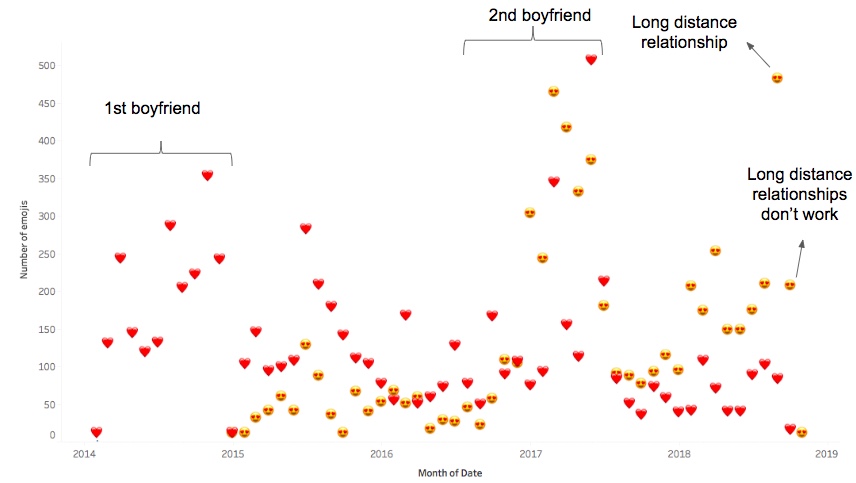 2nd boyfriend
Long distance
relationship
1st boyfriend
Long distance
relationships
don't work
Number of emojis
500
450
400
350
300
250
200
150
100
50
0
2014
2015
2016
2017
2018
2019
Month of Date